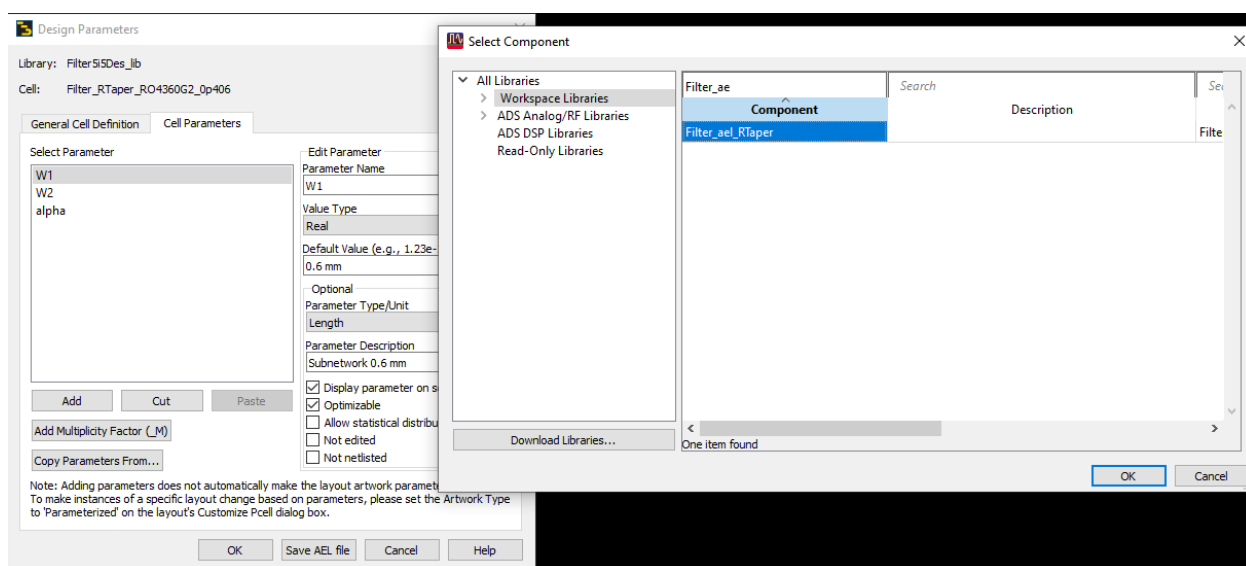 Design Parameters
Library: Filter5i5Des_lib
Cell: Filter_RTaper_RO4360G2_0p406
General Cell Definition Cell Parameters
Select Parameter
W1
W2
alpha
Add Cut Paste
Add Multiplicity Factor (_M)
Copy Parameters From...
Edit Parameter
Parameter Name
W1
Value Type
Real
Default Value (e.g., 1.23e-
0.6 mm
Optional
Parameter Type/Unit
Length
Parameter Description
Subnetwork 0.6 mm
Display parameter on s
Optimizable
Allow statistical distribu
Not edited
Not netlisted
Note: Adding parameters does not automatically make the layout artwork paramet
To make instances of a specific layout change based on parameters, please set the Artwork Type
to 'Parameterized' on the layout's Customize Pcell dialog box.
OK Save AEL file Cancel Help
Select Component
All Libraries
Workspace Libraries
ADS Analog/RF Libraries
ADS DSP Libraries
Read-Only Libraries
Download Libraries...
Filter_ae Search Se
Component Description
Filter_ael_RTaper Filte
One item found
OK Cancel